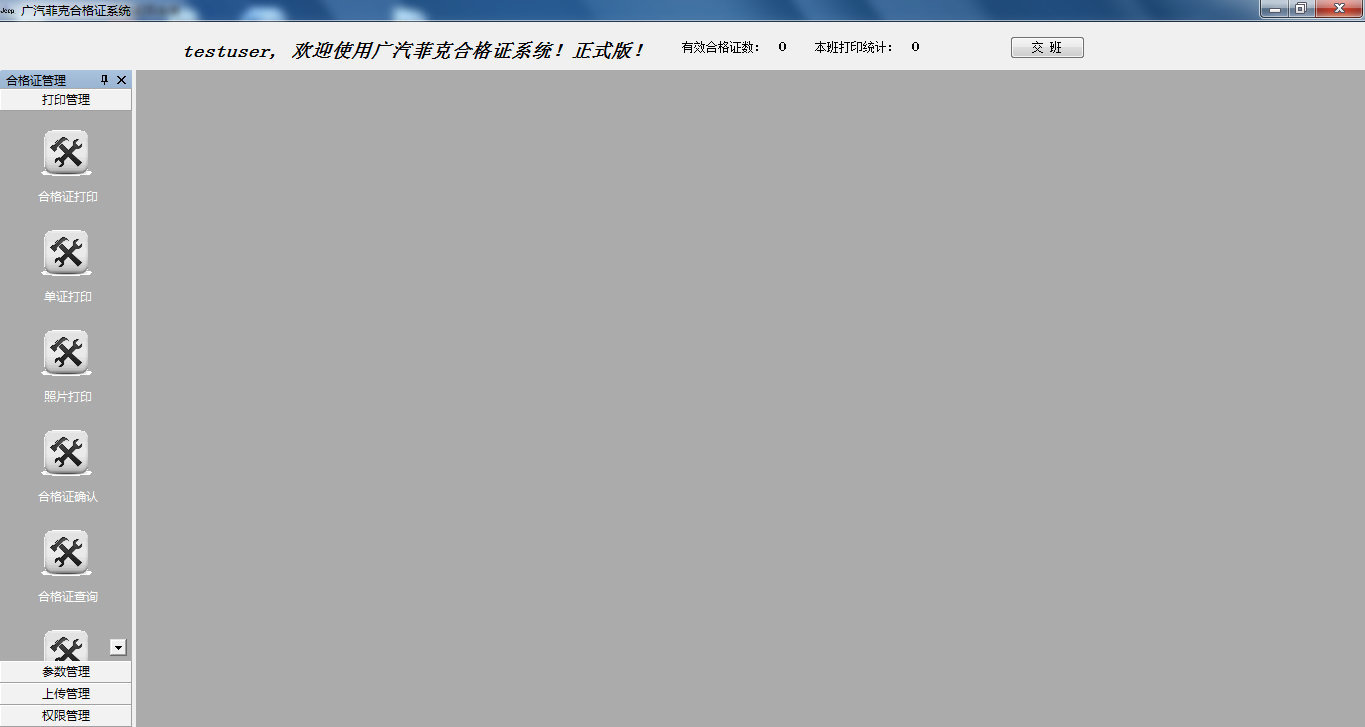 Jeep 广汽菲克合格证系统
testuser, 欢迎使用广汽菲克合格证系统! 正式版!
有效合格证数: 0 本班打印统计: 0
交 班
合格证管理
打印管理
合格证打印
单证打印
照片打印
合格证确认
合格证查询
参数管理
上传管理
权限管理